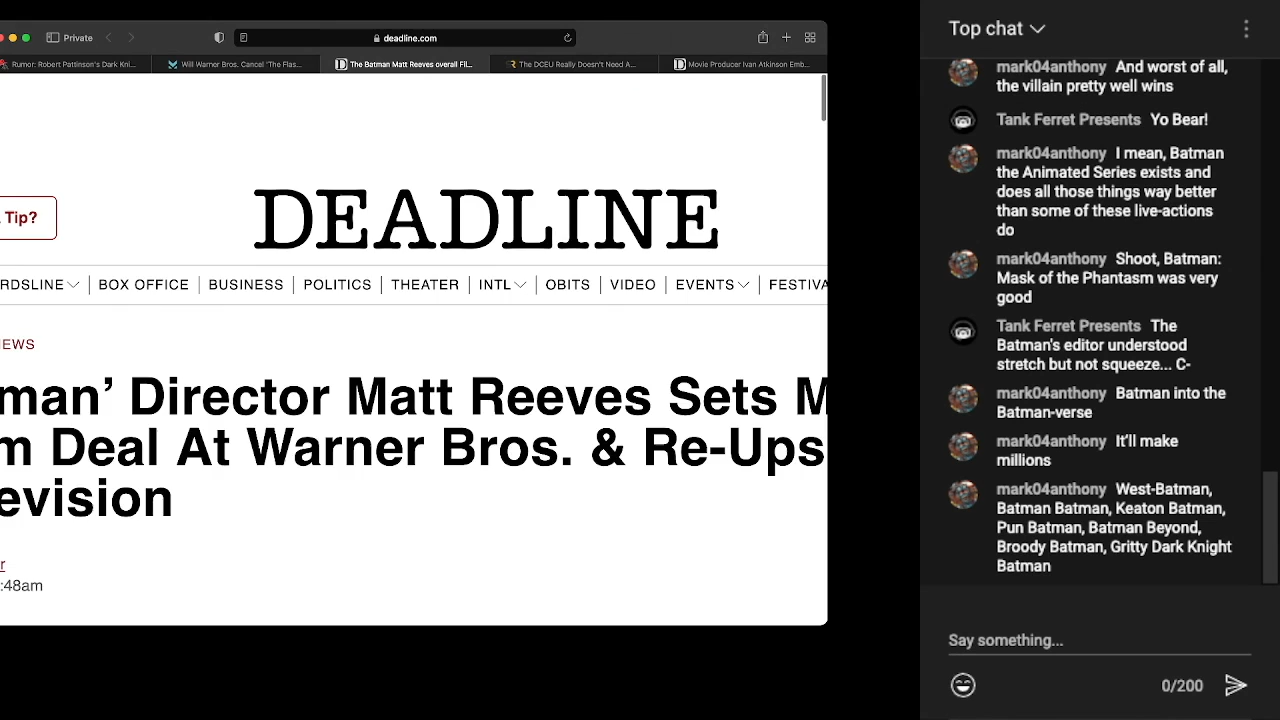 Private
deadline.com
Rumor: Robert Pattinson's Dark Kni...
Will Warner Bros. Cancel 'The Flas...
The Batman Matt Reeves overall Fil...
The DCEU Really Doesn't Need A...
Movie Producer Ivan Atkinson Emb...
Tip?
DEADLINE
RDSLINE
BOX OFFICE
BUSINESS
POLITICS
THEATER
INTL
OBITS
VIDEO
EVENTS
FESTIVA
EWS
man’ Director Matt Reeves Sets M
m Deal At Warner Bros. & Re-Ups
evision
r
:48am
Top chat
mark04anthony And worst of all,
the villain pretty well wins
Tank Ferret Presents Yo Bear!
mark04anthony I mean, Batman
the Animated Series exists and
does all those things way better
than some of these live-actions
do
mark04anthony Shoot, Batman:
Mask of the Phantasm was very
good
Tank Ferret Presents The
Batman's editor understood
stretch but not squeeze... C-
mark04anthony Batman into the
Batman-verse
mark04anthony It'll make
millions
mark04anthony West-Batman,
Batman Batman, Keaton Batman,
Pun Batman, Batman Beyond,
Broody Batman, Gritty Dark Knight
Batman
Say something...
0/200